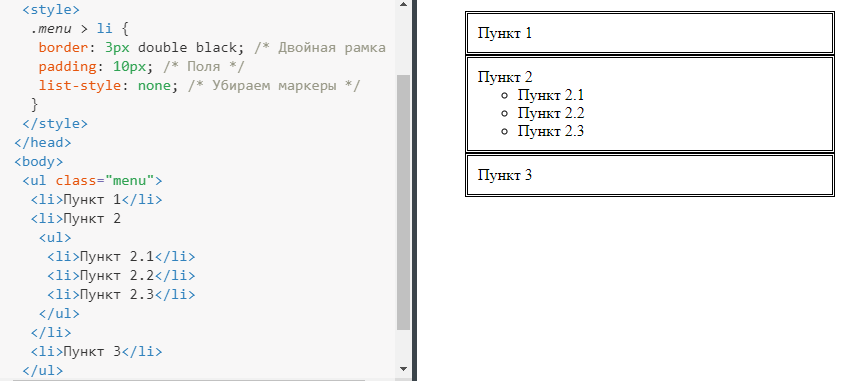 <style>
.menu > li {
border: 3px double black; /* Двойная рамка
padding: 10px; /* Поля */
list-style: none; /* Убираем маркеры */
}
</style>
</head>
<body>
<ul class="menu">
<li>Пункт 1</li>
<li>Пункт 2
<ul>
<li>Пункт 2.1</li>
<li>Пункт 2.2</li>
<li>Пункт 2.3</li>
</ul>
</li>
<li>Пункт 3</li>
</ul>
Пункт 1
Пункт 2
Пункт 2.1
Пункт 2.2
Пункт 2.3
Пункт 3